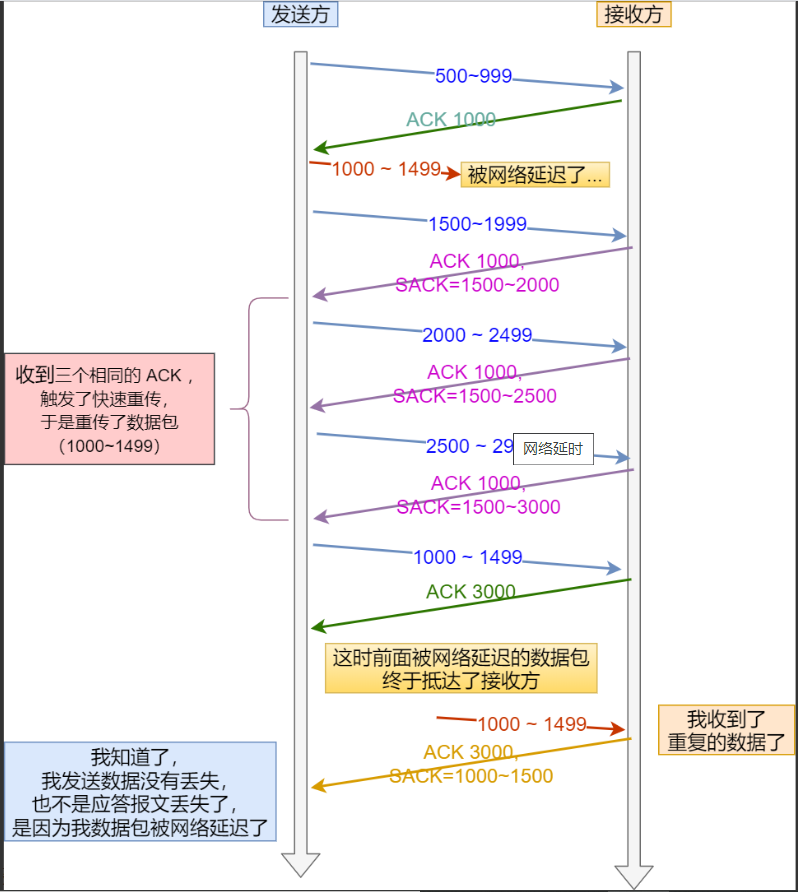 发送方
接收方
500~999
ACK 1000
1000 ~ 1499
被网络延迟了...
1500~1999
ACK 1000,
SACK=1500~2000
2000 ~ 2499
ACK 1000,
SACK=1500~2500
收到三个相同的 ACK ，
触发了快速重传，
于是重传了数据包
（1000~1499）
2500 ~ 29
网络延时
ACK 1000,
SACK=1500~3000
1000 ~ 1499
ACK 3000
这时前面被网络延迟的数据包
终于抵达了接收方
1000 ~ 1499
我收到了
重复的数据了
ACK 3000,
SACK=1000~1500
我知道了，
我发送数据没有丢失，
也不是应答报文丢失了，
是因为我数据包被网络延迟了